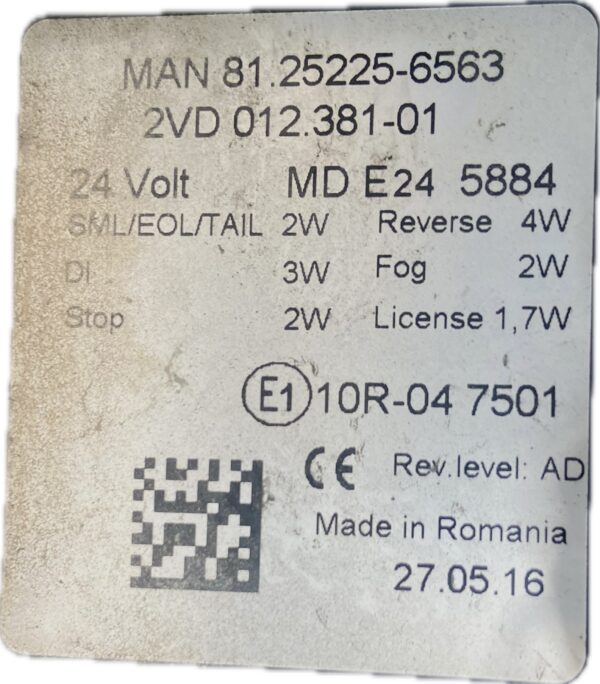 MAN 81.25225-6563
2VD 012.381-01
24 Volt MD E24 5884
SML/EOL/TAIL 2W Reverse 4W
DI 3W Fog 2W
Stop 2W License 1,7W
E1 10R-04 7501
CE Rev.level: AD
Made in Romania
27.05.16